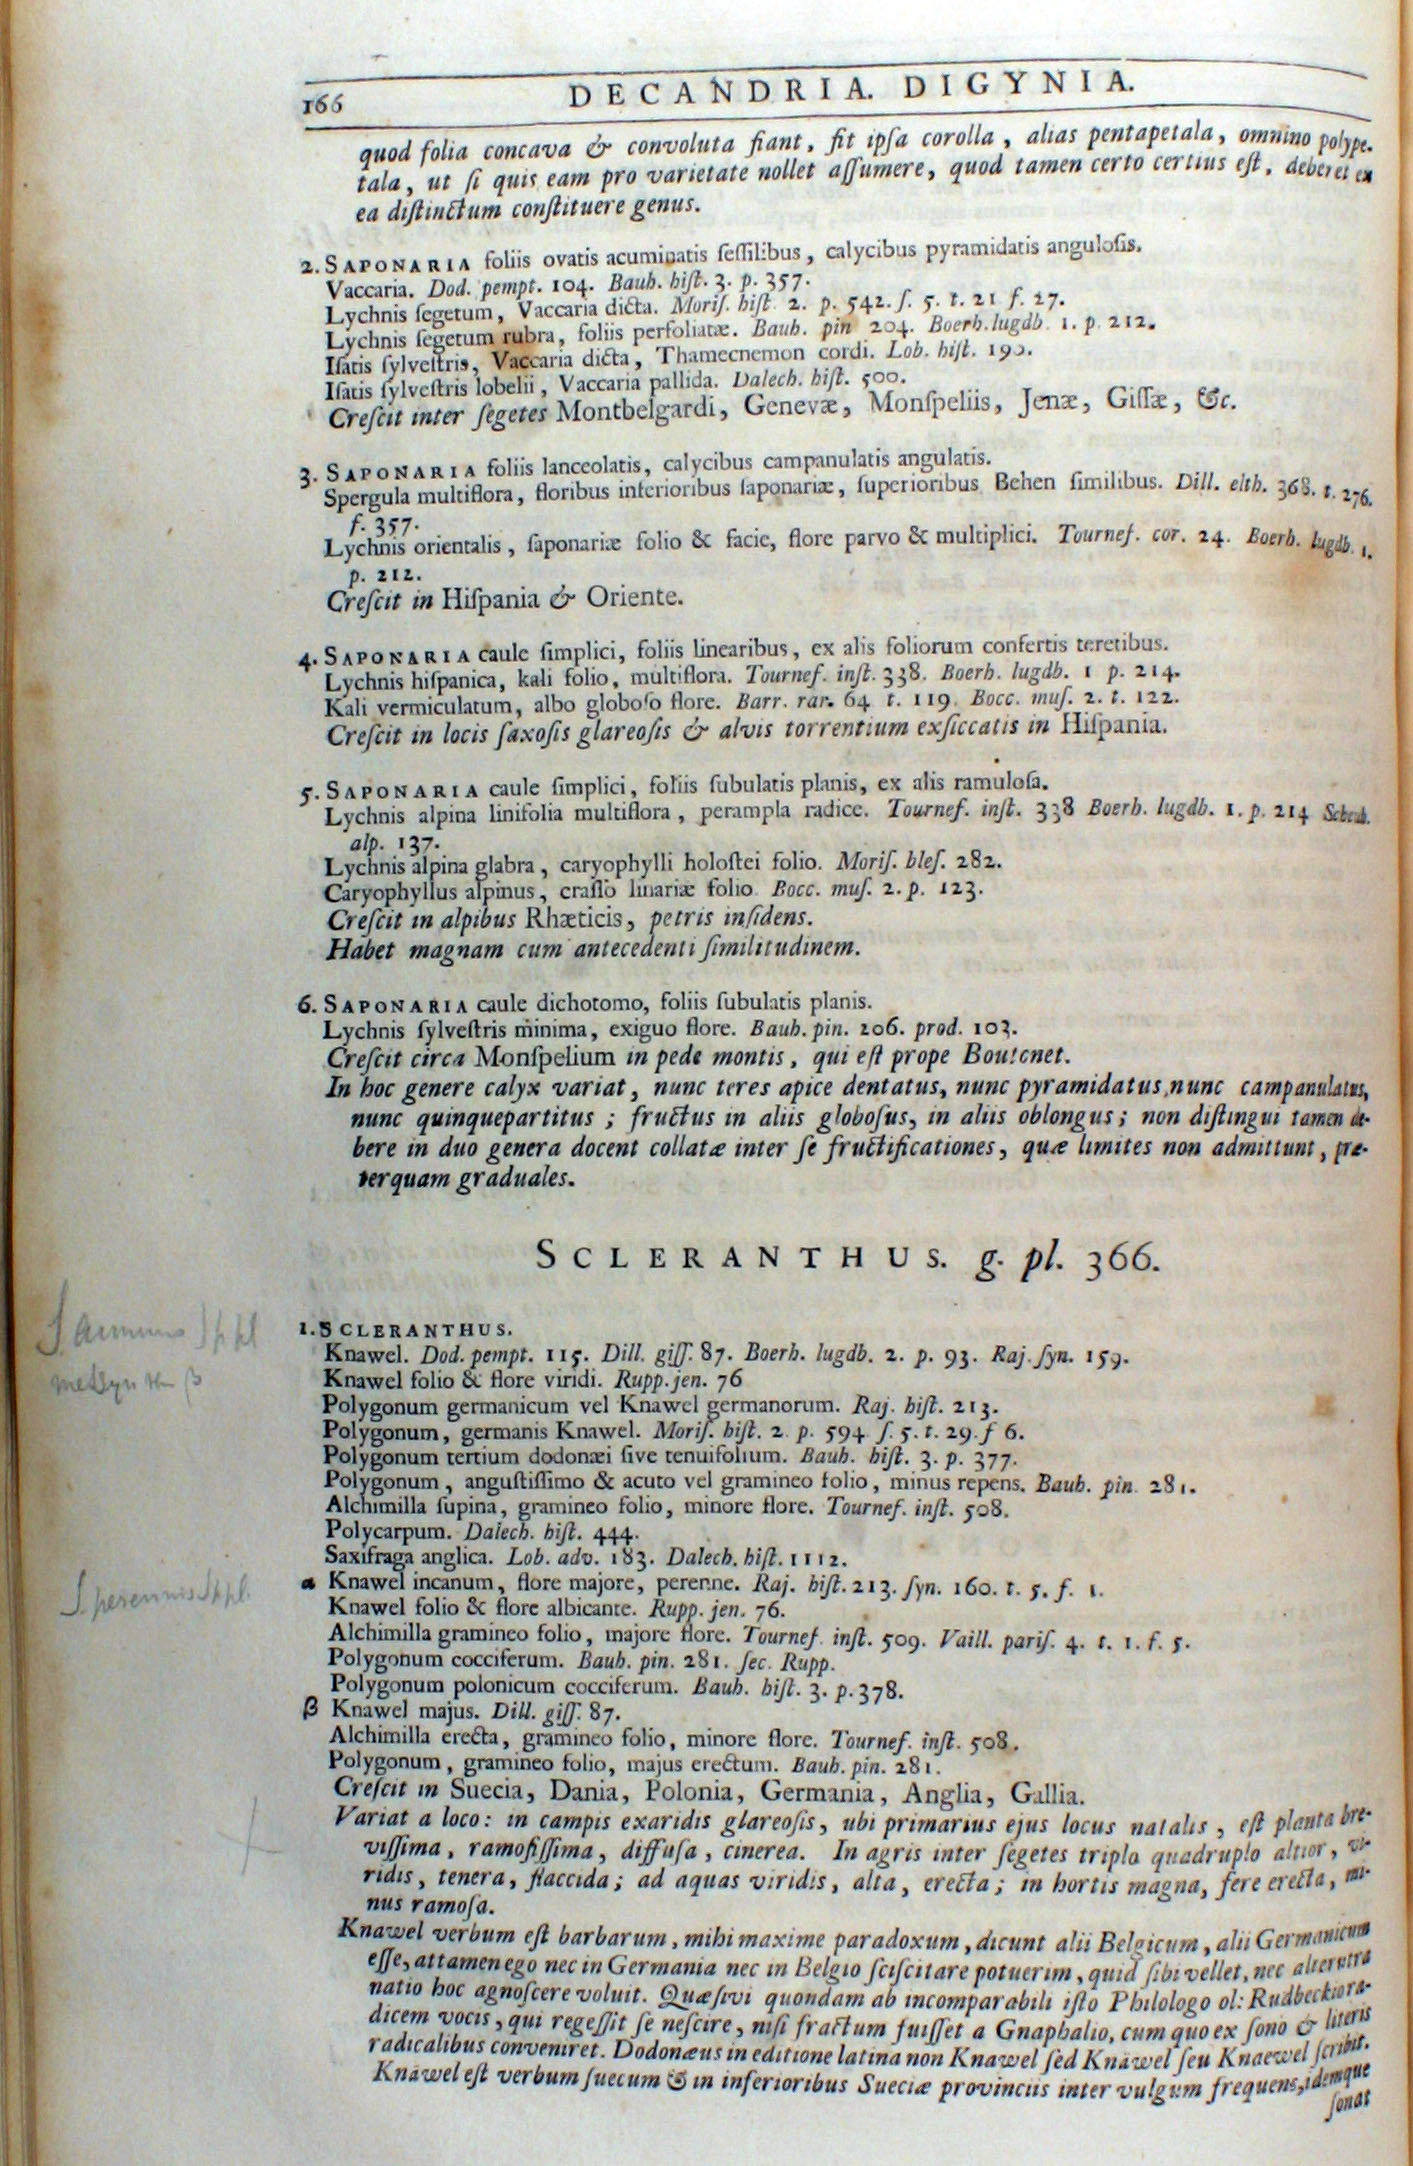 166 DECANDRIA. DIGYNIA.
quod folia concava & convoluta fiant, fit ipſa corolla, alias pentapetala, omnino polype-
tala, ut ſi quis eam pro varietate nollet aſſumere, quod tamen certo certius eſt, deberet ex
ea diſtinctum conſtituere genus.
2. SAPONARIA foliis ovatis acuminatis ſeſſilibus, calycibus pyramidatis anguloſis.
Vaccaria. Dod. pempt. 104. Bauh. hiſt. 3. p. 357.
Lychnis ſegetum, Vaccaria dicta. Moriſ. hiſt. 2. p. 542. ſ. 5. t. 21 f. 27.
Lychnis ſegetum rubra, foliis perfoliatæ. Bauh. pin 204. Boerh. lugdb. 1. p. 212.
Iſatis ſylveſtris, Vaccaria dicta, Thamecnemon cordi. Lob. hiſt. 190.
Iſatis ſylveſtris lobelii, Vaccaria pallida. Dalech. hiſt. 500.
Creſcit inter ſegetes Montbelgardi, Genevæ, Monſpeliis, Jenæ, Giſſæ, &c.
3. SAPONARIA foliis lanceolatis, calycibus campanulatis angulatis.
Spergula multiflora, floribus inferioribus ſaponariæ, ſuperioribus Behen ſimilibus. Dill. elth. 368. t. 276.
f. 357.
Lychnis orientalis, ſaponariæ folio & facie, flore parvo & multiplici. Tournef. cor. 24. Boerh. lugdb. 1.
p. 212.
Creſcit in Hiſpania & Oriente.
4. SAPONARIA caule ſimplici, foliis linearibus, ex alis foliorum confertis teretibus.
Lychnis hiſpanica, kali folio, multiflora. Tournef. inſt. 338. Boerh. lugdb. 1 p. 214.
Kali vermiculatum, albo globoſo flore. Barr. rar. 64 t. 119. Bocc. muſ. 2. t. 122.
Creſcit in locis ſaxoſis glareoſis & alvis torrentium exſiccatis in Hiſpania.
5. SAPONARIA caule ſimplici, foliis ſubulatis planis, ex alis ramuloſa.
Lychnis alpina linifolia multiflora, perampla radice. Tournef. inſt. 338 Boerh. lugdb. 1. p. 214 Scheuh.
alp. 137.
Lychnis alpina glabra, caryophylli holoſtei folio. Moriſ. bleſ. 282.
Caryophyllus alpinus, craſſo linariæ folio. Bocc. muſ. 2. p. 123.
Creſcit in alpibus Rhæticis, petris inſidens.
Habet magnam cum antecedenti ſimilitudinem.
6. SAPONARIA caule dichotomo, foliis ſubulatis planis.
Lychnis ſylveſtris minima, exiguo flore. Bauh. pin. 206. prod. 103.
Creſcit circa Monſpelium in pede montis, qui eſt prope Boutenet.
In hoc genere calyx variat, nunc teres apice dentatus, nunc pyramidatus, nunc campanulatus,
nunc quinquepartitus; fructus in aliis globoſus, in aliis oblongus; non diſtingui tamen de-
bere in duo genera docent collatæ inter ſe fructificationes, quæ limites non admittunt, præ-
terquam graduales.
SCLERANTHUS. g. pl. 366.
1. SCLERANTHUS.
Knawel. Dod. pempt. 115. Dill. giſſ. 87. Boerh. lugdb. 2. p. 93. Raj. ſyn. 159.
Knawel folio & flore viridi. Rupp. jen. 76
Polygonum germanicum vel Knawel germanorum. Raj. hiſt. 213.
Polygonum, germanis Knawel. Moriſ. hiſt. 2. p. 594 ſ. 5. t. 29. f 6.
Polygonum tertium dodonæi ſive tenuifolium. Bauh. hiſt. 3. p. 377.
Polygonum, anguſtiſſimo & acuto vel gramineo folio, minus repens. Bauh. pin. 281.
Alchimilla ſupina, gramineo folio, minore flore. Tournef. inſt. 508.
Polycarpum. Dalech. hiſt. 444.
Saxifraga anglica. Lob. adv. 183. Dalech. hiſt. 1112.
α Knawel incanum, flore majore, perenne. Raj. hiſt. 213. ſyn. 160. t. 5. f. 1.
S. perennis Sp pl.
Knawel folio & flore albicante. Rupp. jen. 76.
Alchimilla gramineo folio, majore flore. Tournef. inſt. 509. Vaill. pariſ. 4. t. 1. f. 5.
Polygonum cocciferum. Bauh. pin. 281. ſec. Rupp.
Polygonum polonicum cocciferum. Bauh. hiſt. 3. p. 378.
β Knawel majus. Dill. giſſ. 87.
Alchimilla erecta, gramineo folio, minore flore. Tournef. inſt. 508.
Polygonum, gramineo folio, majus erectum. Bauh. pin. 281.
Creſcit in Suecia, Dania, Polonia, Germania, Anglia, Gallia.
Variat a loco: in campis exaridis glareoſis, ubi primarius ejus locus natalis, eſt planta bre-
viſſima, ramoſiſſima, diffuſa, cinerea. In agris inter ſegetes triplo quadruplo altior, vi-
ridis, tenera, flaccida; ad aquas viridis, alta, erecta; in hortis magna, fere erecta, mi-
nus ramoſa.
Knawel verbum eſt barbarum, mihi maxime paradoxum, dicunt alii Belgicum, alii Germanicum
eſſe, attamen ego nec in Germania nec in Belgio ſciſcitare potuerim, quid ſibi vellet, nec alterutra
natio hoc agnoſcere voluit. Quæſivi quondam ab incomparabili iſto Philologo ol: Rudbeckio ra-
dicem vocis, qui regeſſit ſe neſcire, niſi fractum fuiſſet a Gnaphalio, cum quo ex ſono & literis
radicalibus conveniret. Dodonæus in editione latina non Knawel ſed Knáwel ſeu Knaewel ſcribit.
Knáwel eſt verbum ſuecum & in inferioribus Sueciæ provinciis inter vulgum frequens, idemque
ſonat